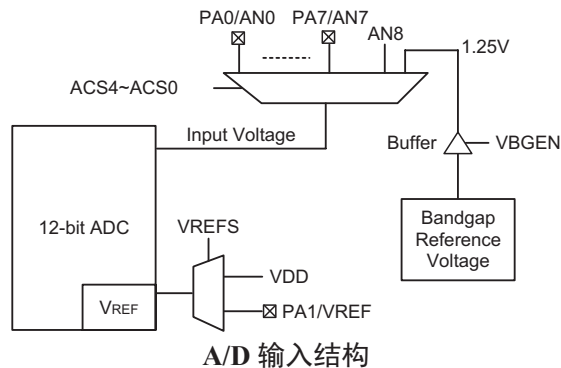 PA0/AN0
PA7/AN7
AN8
1.25V
ACS4~ACS0
Input Voltage
Buffer
VBGEN
12-bit ADC
VREFS
Bandgap
Reference
Voltage
VDD
VREF
PA1/VREF
A/D 输入结构